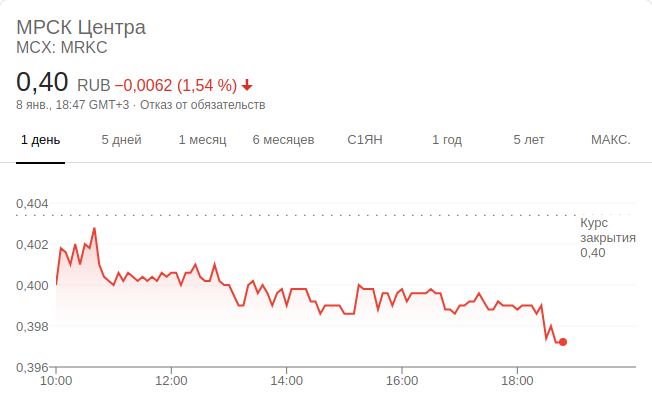 МРСК Центра
MCX: MRKC
0,40 RUB −0,0062 (1,54 %)
8 янв., 18:47 GMT+3 · Отказ от обязательств
1 день 5 дней 1 месяц 6 месяцев С1ЯН 1 год 5 лет МАКС.
0,404
Курс
закрытия
0,40
0,402
0,400
0,398
0,396
10:00 12:00 14:00 16:00 18:00